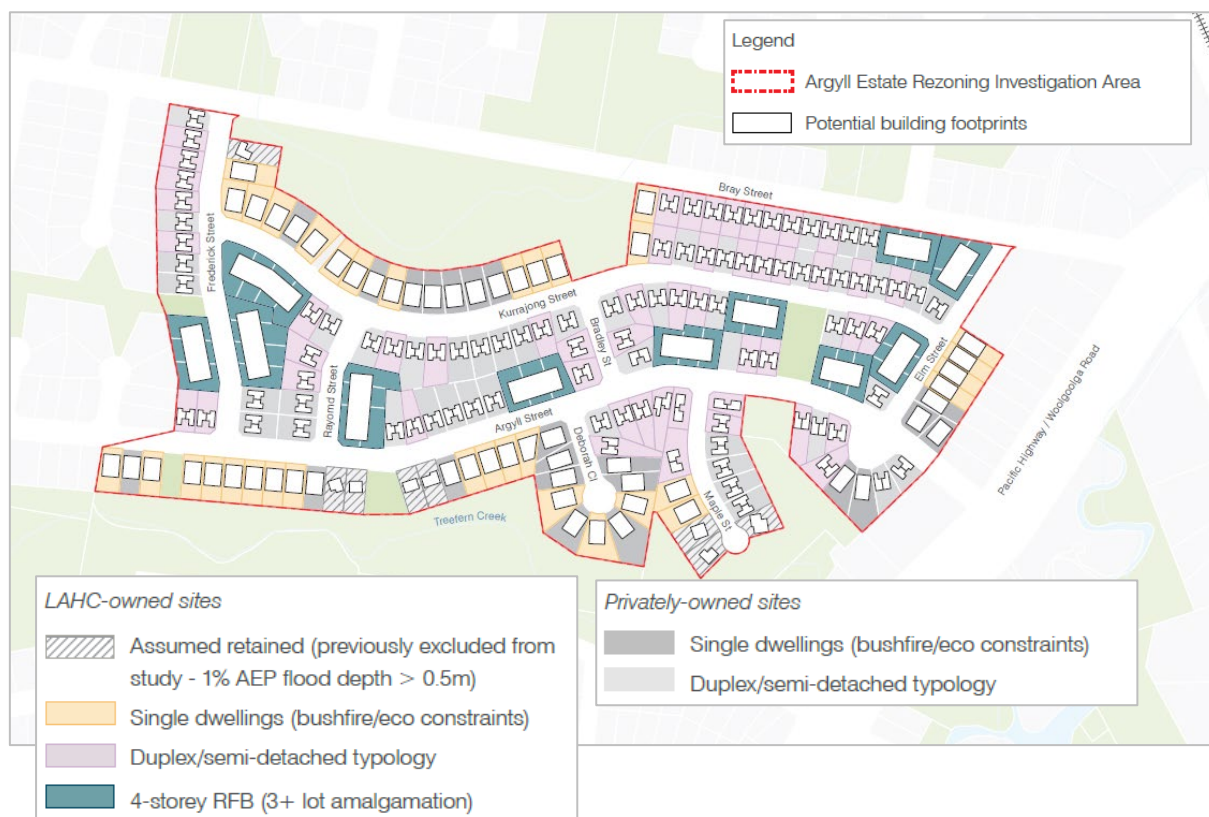 Legend
Argyll Estate Rezoning Investigation Area
Potential building footprints
Bray Street
Frederick Street
Kurrajong Street
Bradley St
Elm Street
Rayomd Street
Argyll Street
Deborah Cl
Maple St
Pacific Highway / Woolgoolga Road
Treefern Creek
LAHC-owned sites
Assumed retained (previously excluded from
study - 1% AEP flood depth > 0.5m)
Single dwellings (bushfire/eco constraints)
Duplex/semi-detached typology
4-storey RFB (3+ lot amalgamation)
Privately-owned sites
Single dwellings (bushfire/eco constraints)
Duplex/semi-detached typology